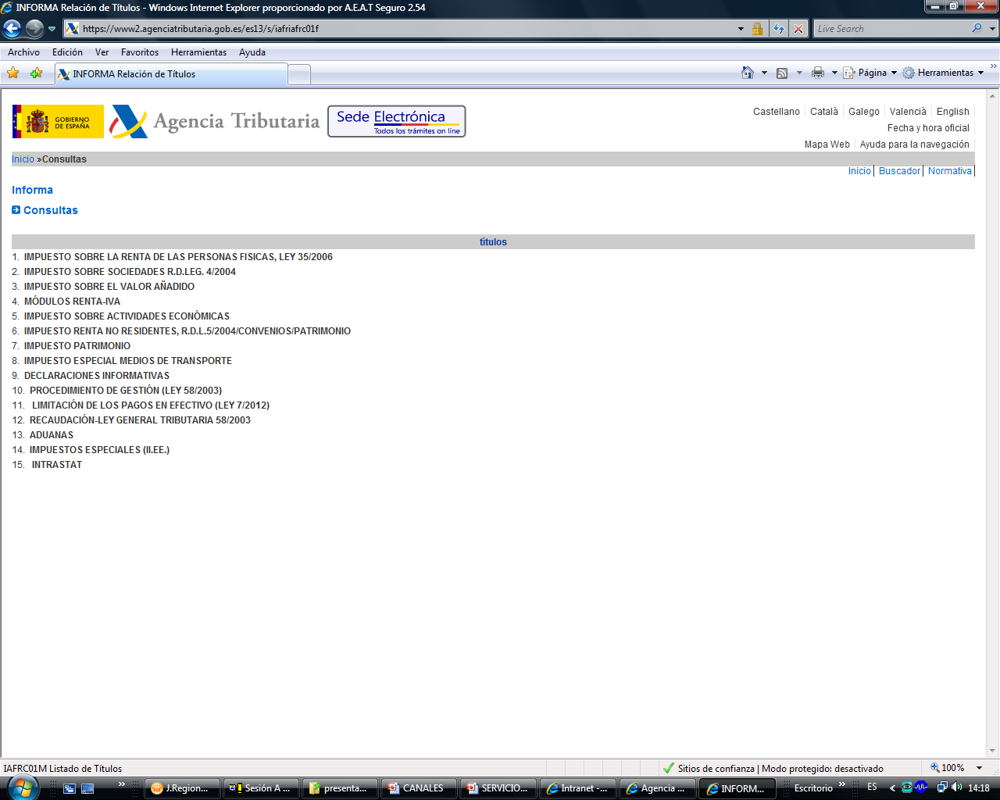 INFORMA Relación de Títulos - Windows Internet Explorer proporcionado por A.E.A.T Seguro 2.54
https://www2.agenciatributaria.gob.es/es13/s/iafriafrc01f
Live Search
Archivo Edición Ver Favoritos Herramientas Ayuda
INFORMA Relación de Títulos
Página Herramientas
GOBIERNO DE ESPAÑA
Agencia Tributaria
Sede Electrónica
Todos los trámites on line
Castellano Català Galego Valencià English
Fecha y hora oficial
Mapa Web Ayuda para la navegación
Inicio »Consultas
Inicio Buscador Normativa
Informa
Consultas
títulos
1. IMPUESTO SOBRE LA RENTA DE LAS PERSONAS FISICAS, LEY 35/2006
2. IMPUESTO SOBRE SOCIEDADES R.D.LEG. 4/2004
3. IMPUESTO SOBRE EL VALOR AÑADIDO
4. MÓDULOS RENTA-IVA
5. IMPUESTO SOBRE ACTIVIDADES ECONÓMICAS
6. IMPUESTO RENTA NO RESIDENTES, R.D.L.5/2004/CONVENIOS/PATRIMONIO
7. IMPUESTO PATRIMONIO
8. IMPUESTO ESPECIAL MEDIOS DE TRANSPORTE
9. DECLARACIONES INFORMATIVAS
10. PROCEDIMIENTO DE GESTIÓN (LEY 58/2003)
11. LIMITACIÓN DE LOS PAGOS EN EFECTIVO (LEY 7/2012)
12. RECAUDACIÓN-LEY GENERAL TRIBUTARIA 58/2003
13. ADUANAS
14. IMPUESTOS ESPECIALES (II.EE.)
15. INTRASTAT
IAFRC01M Listado de Títulos
Sitios de confianza | Modo protegido: desactivado
100%
J.Region... Sesión A ... presenta... CANALES SERVICIO... Intranet -... Agencia ... INFORM... Escritorio ES 14:18